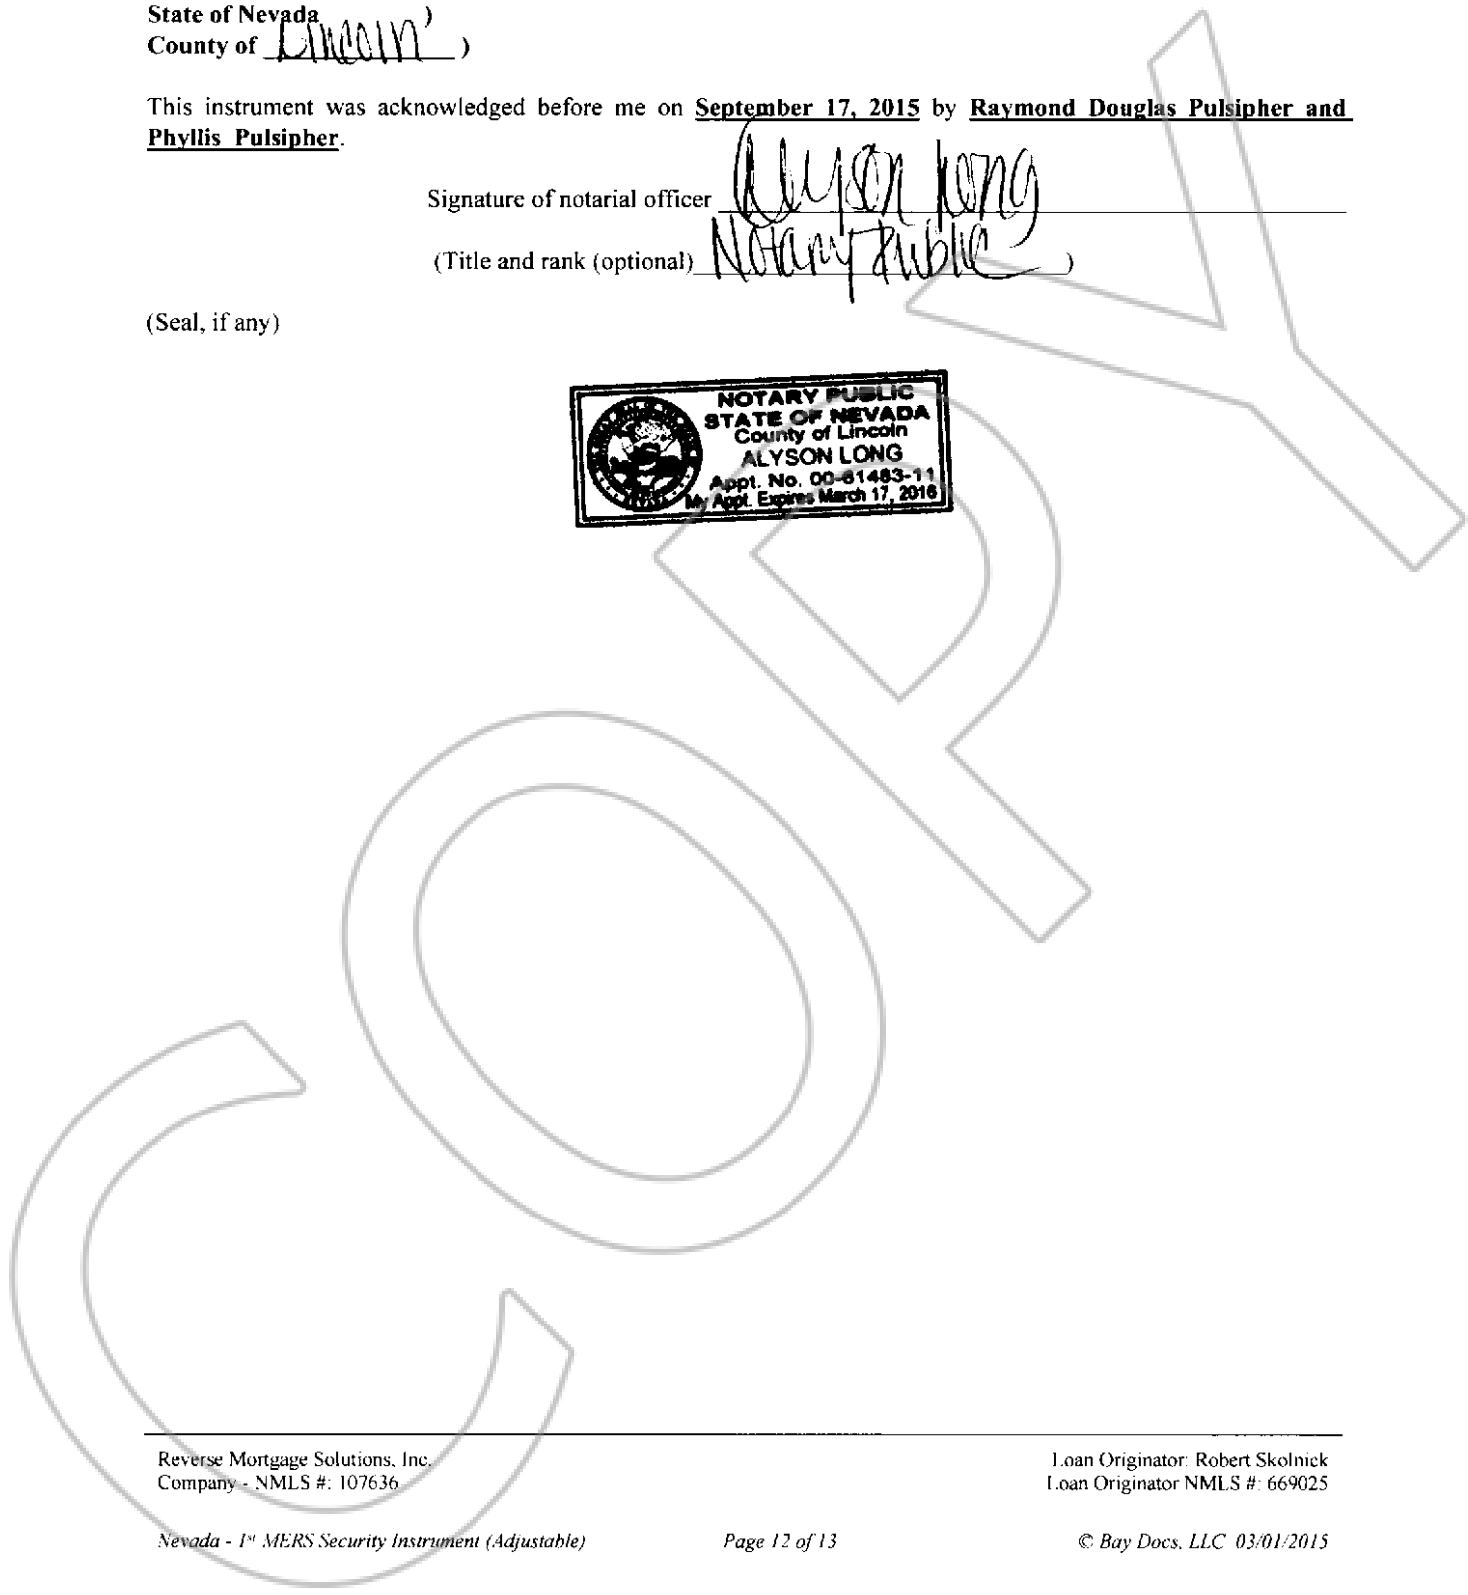 State of Nevada )
County of Lincoln )
This instrument was acknowledged before me on September 17, 2015 by Raymond Douglas Pulsipher and
Phyllis Pulsipher.
Signature of notarial officer Alyson Long
(Title and rank (optional) Notary Public )
(Seal, if any)
NOTARY PUBLIC
STATE OF NEVADA
County of Lincoln
ALYSON LONG
Appt. No. 00-61483-11
My Appt. Expires March 17, 2016
COPY
Reverse Mortgage Solutions, Inc.
Company - NMLS #: 107636
Loan Originator: Robert Skolnick
Loan Originator NMLS #: 669025
Nevada - 1st MERS Security Instrument (Adjustable)
Page 12 of 13
© Bay Docs, LLC 03/01/2015